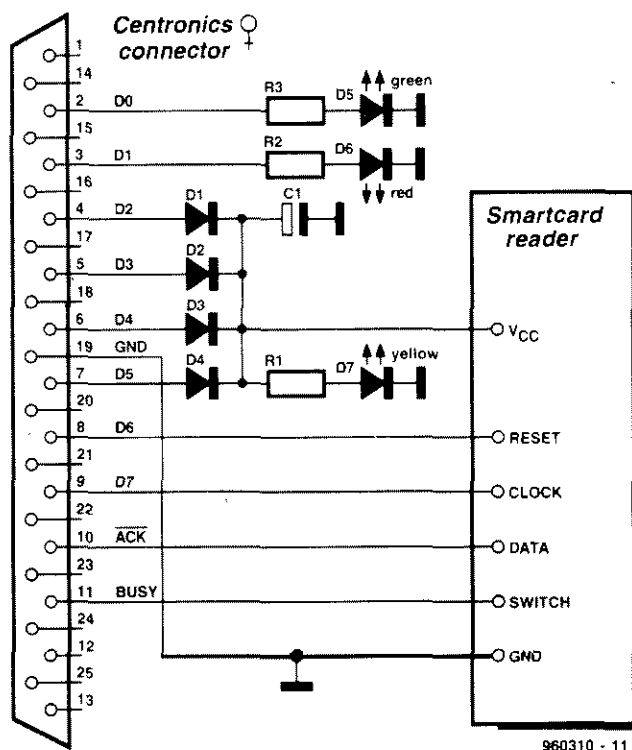 Centronics
connector
1
14
2 D0 R3 D5 green
15
3 D1 R2 D6
16 red
4 D2 D1 C1
17
5 D3 D2
18
6 D4 D3
19 GND
7 D5 D4 R1 D7 yellow
20
8 D6
21
9 D7
22
10 ACK
23
11 BUSY
24
12
25
13
Smartcard
reader
VCC
RESET
CLOCK
DATA
SWITCH
GND
960310 - 11